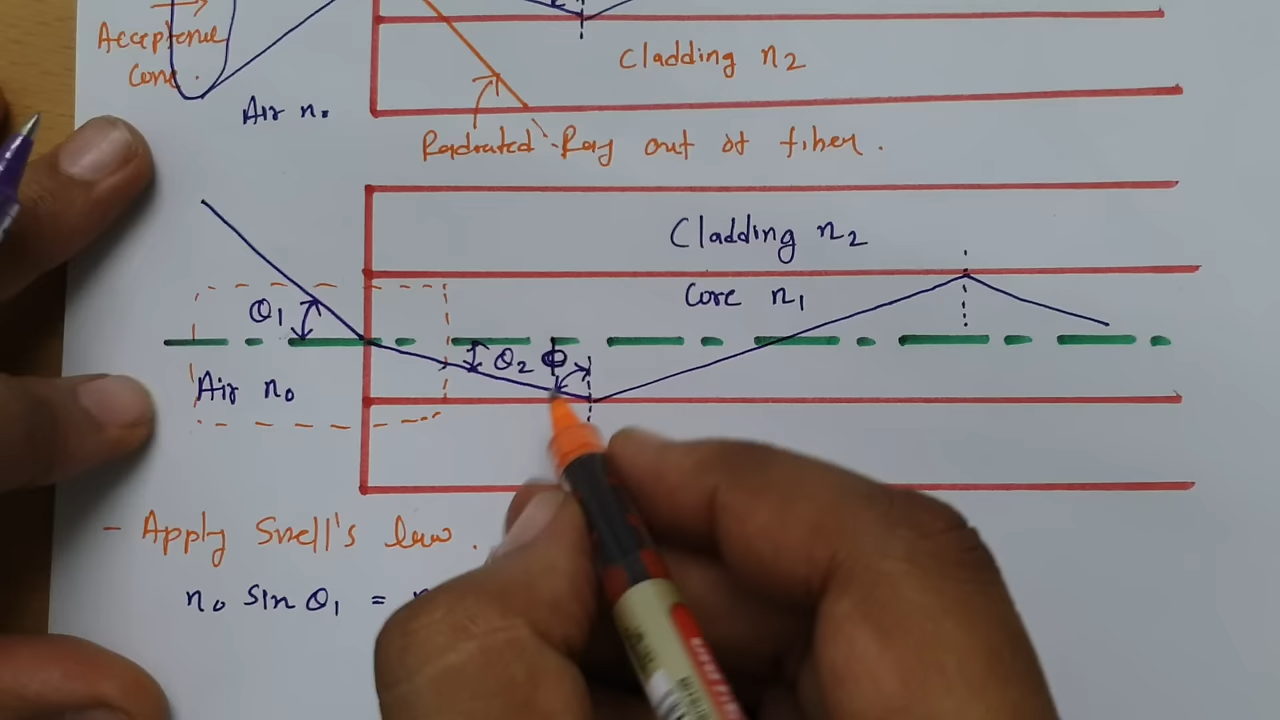 Acceptance
Cone.
Cladding n2
Air n0
Radiated Ray out of fiber.
Cladding n2
Core n1
θ1
θ2 ϕ
Air n0
- Apply Snell's law.
n0 sin θ1 =